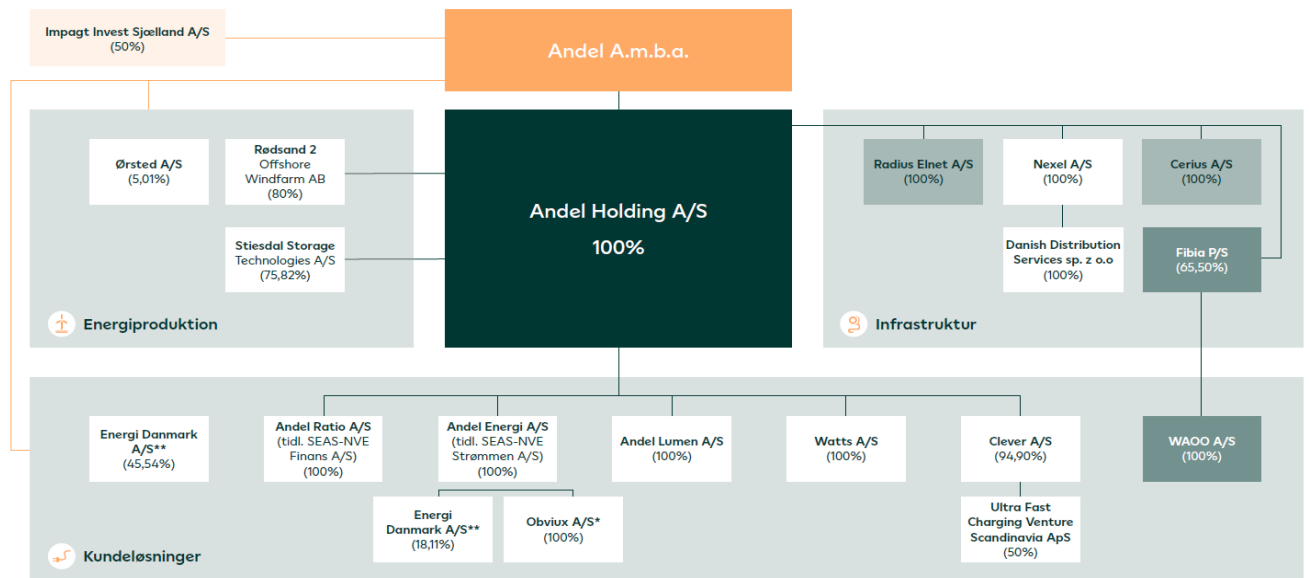 Impagt Invest Sjælland A/S
(50%)
Andel A.m.b.a.
Ørsted A/S
(5,01%)
Rødsand 2
Offshore
Windfarm AB
(80%)
Stiesdal Storage
Technologies A/S
(75,82%)
Energiproduktion
Andel Holding A/S
100%
Radius Elnet A/S
(100%)
Nexel A/S
(100%)
Cerius A/S
(100%)
Danish Distribution
Services sp. z o.o
(100%)
Fibia P/S
(65,50%)
Infrastruktur
Energi Danmark
A/S**
(45,54%)
Andel Ratio A/S
(tidl. SEAS-NVE
Finans A/S)
(100%)
Andel Energi A/S
(tidl. SEAS-NVE
Strømmen A/S)
(100%)
Andel Lumen A/S
(100%)
Watts A/S
(100%)
Clever A/S
(94,90%)
WAOO A/S
(100%)
Energi
Danmark A/S**
(18,11%)
Obviux A/S*
(100%)
Ultra Fast
Charging Venture
Scandinavia ApS
(50%)
Kundeløsninger